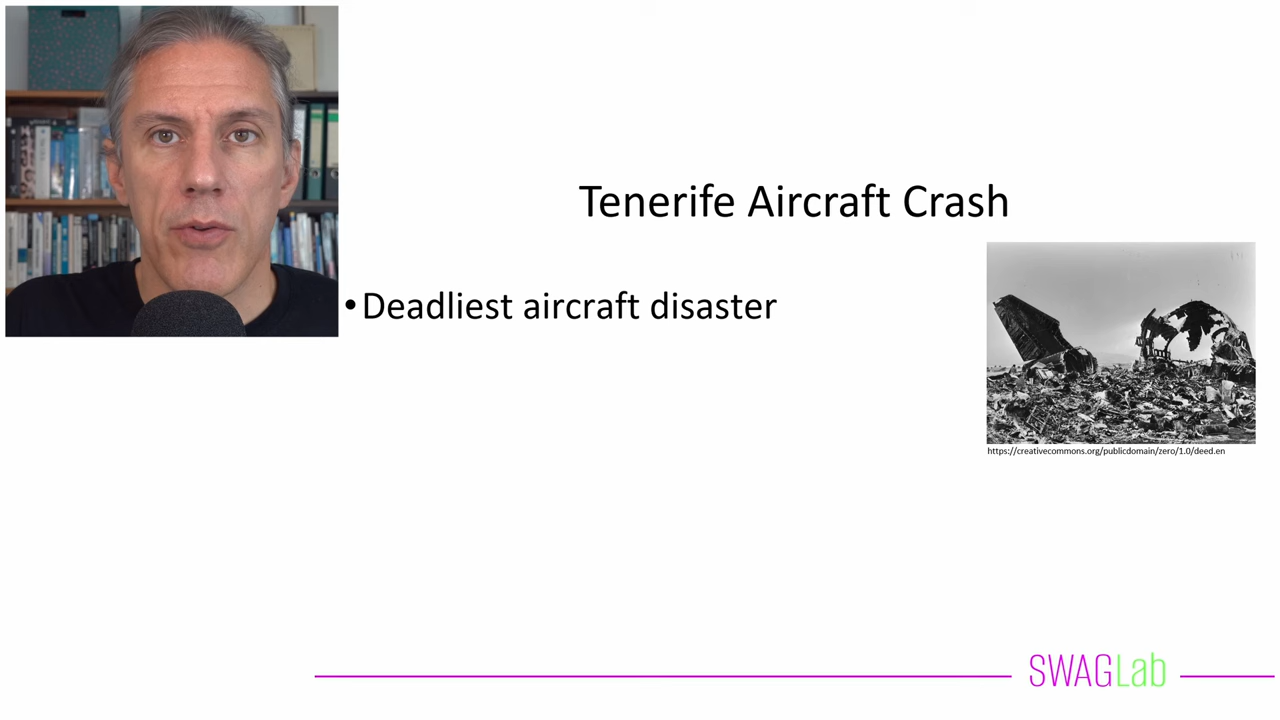 Tenerife Aircraft Crash
•Deadliest aircraft disaster
https://creativecommons.org/publicdomain/zero/1.0/deed.en
SWAGLab